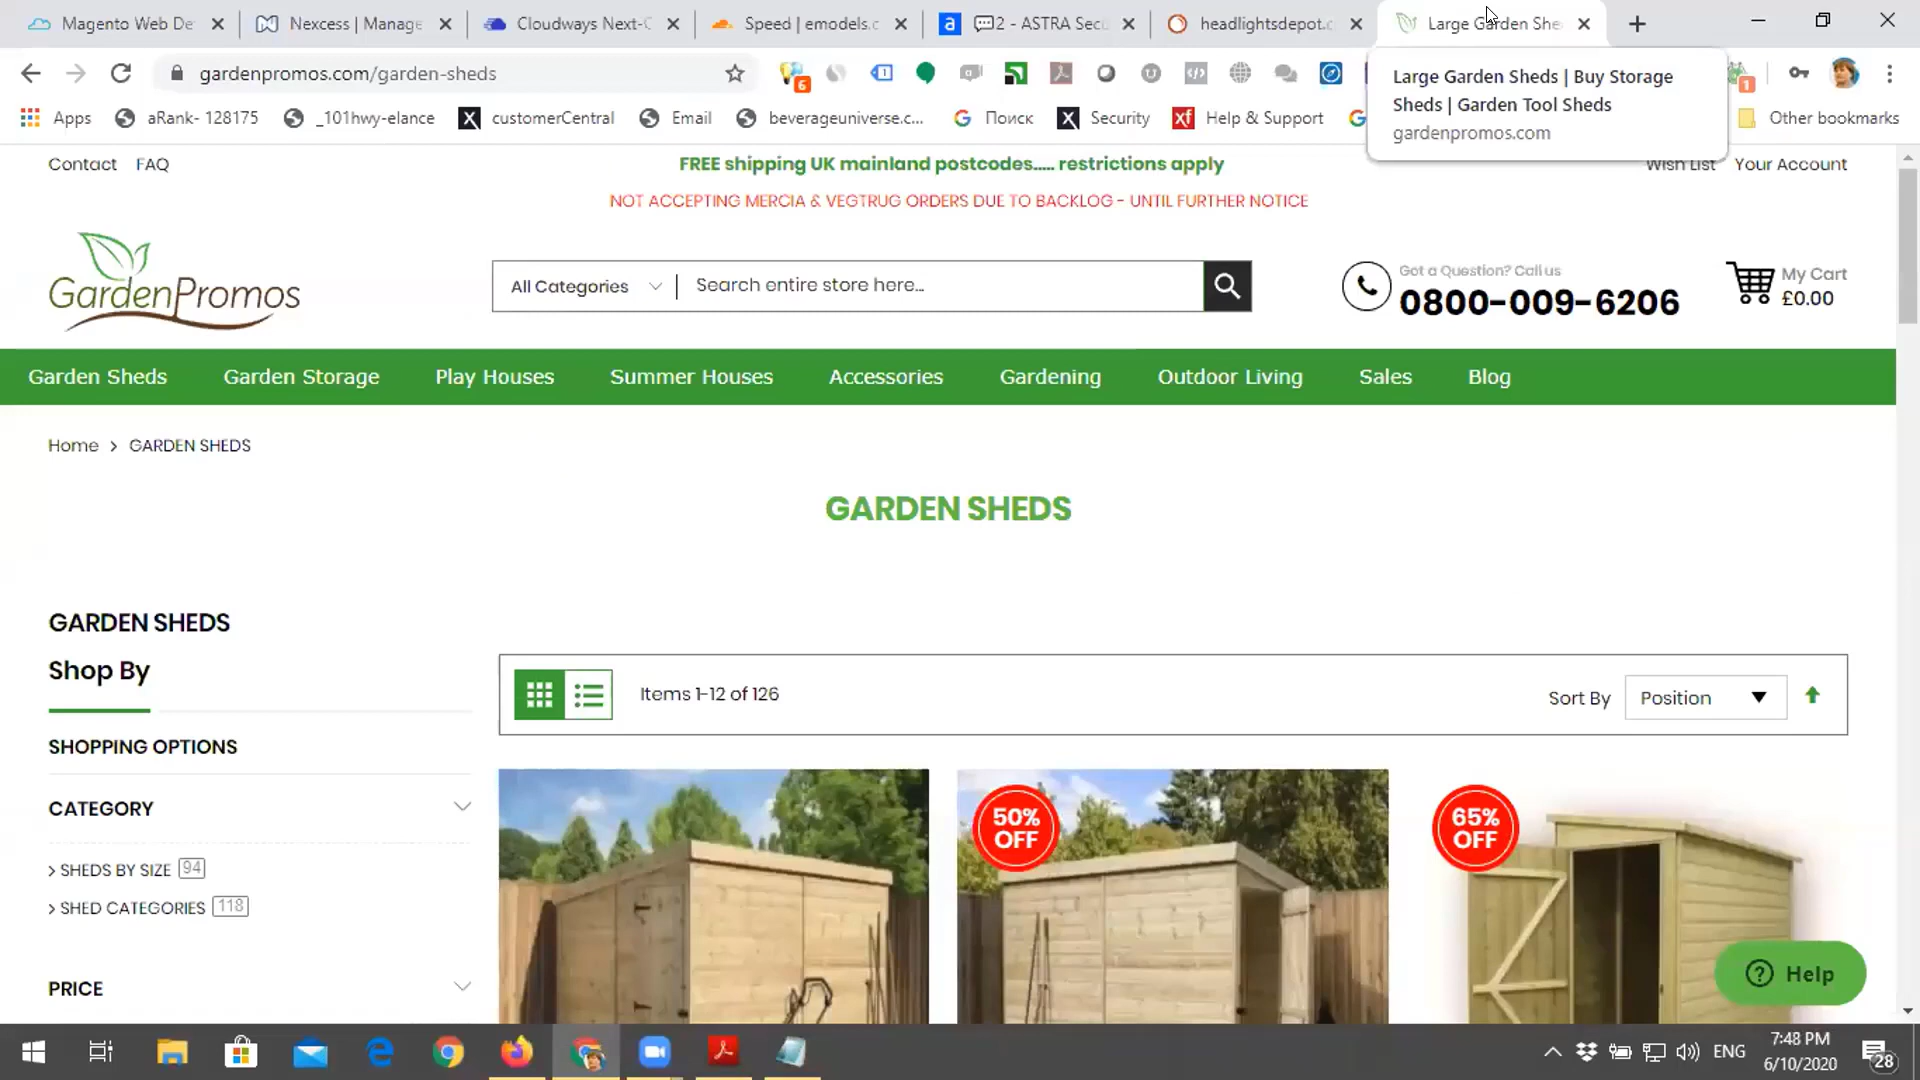 Magento Web De
Nexcess | Manage
Cloudways Next-C
Speed | emodels.c
2 - ASTRA Secu
headlightsdepot.c
Large Garden She
gardenpromos.com/garden-sheds
6
1
Large Garden Sheds | Buy Storage
Sheds | Garden Tool Sheds
gardenpromos.com
Apps
aRank- 128175
_101hwy-elance
customerCentral
Email
beverageuniverse.c...
Поиск
Security
Help & Support
Other bookmarks
Contact
FAQ
FREE shipping UK mainland postcodes..... restrictions apply
Wish List
Your Account
NOT ACCEPTING MERCIA & VEGTRUG ORDERS DUE TO BACKLOG - UNTIL FURTHER NOTICE
GardenPromos
All Categories
Search entire store here...
Got a Question? Call us
0800-009-6206
My Cart
£0.00
Garden Sheds
Garden Storage
Play Houses
Summer Houses
Accessories
Gardening
Outdoor Living
Sales
Blog
Home > GARDEN SHEDS
GARDEN SHEDS
GARDEN SHEDS
Shop By
Items 1-12 of 126
Sort By
Position
SHOPPING OPTIONS
CATEGORY
SHEDS BY SIZE 94
SHED CATEGORIES 118
PRICE
50%
OFF
65%
OFF
Help
ENG
7:48 PM
6/10/2020
28